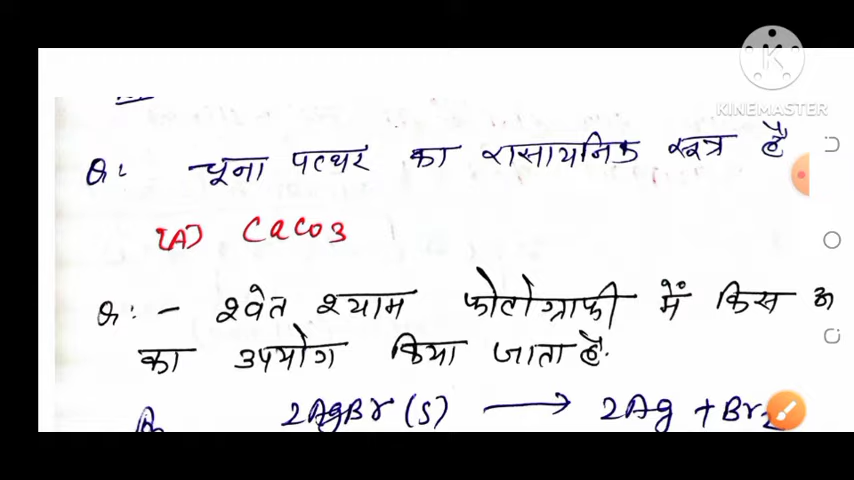 KINEMASTER
Q: चूना पत्थर का रासायनिक सूत्र है
(A) CaCO3
Q:- श्वेत श्याम फोटोग्राफी में किस अ
का उपयोग किया जाता है.
A 2AgBr(S) → 2Ag + Br2